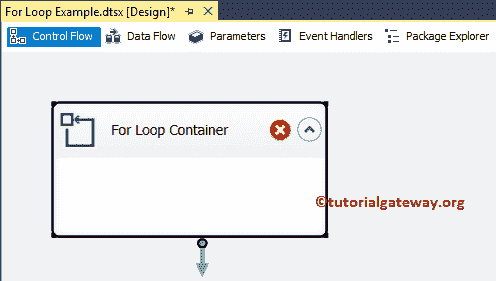 For Loop Example.dtsx [Design]*
Control Flow Data Flow Parameters Event Handlers Package Explorer
For Loop Container
©tutorialgateway.org